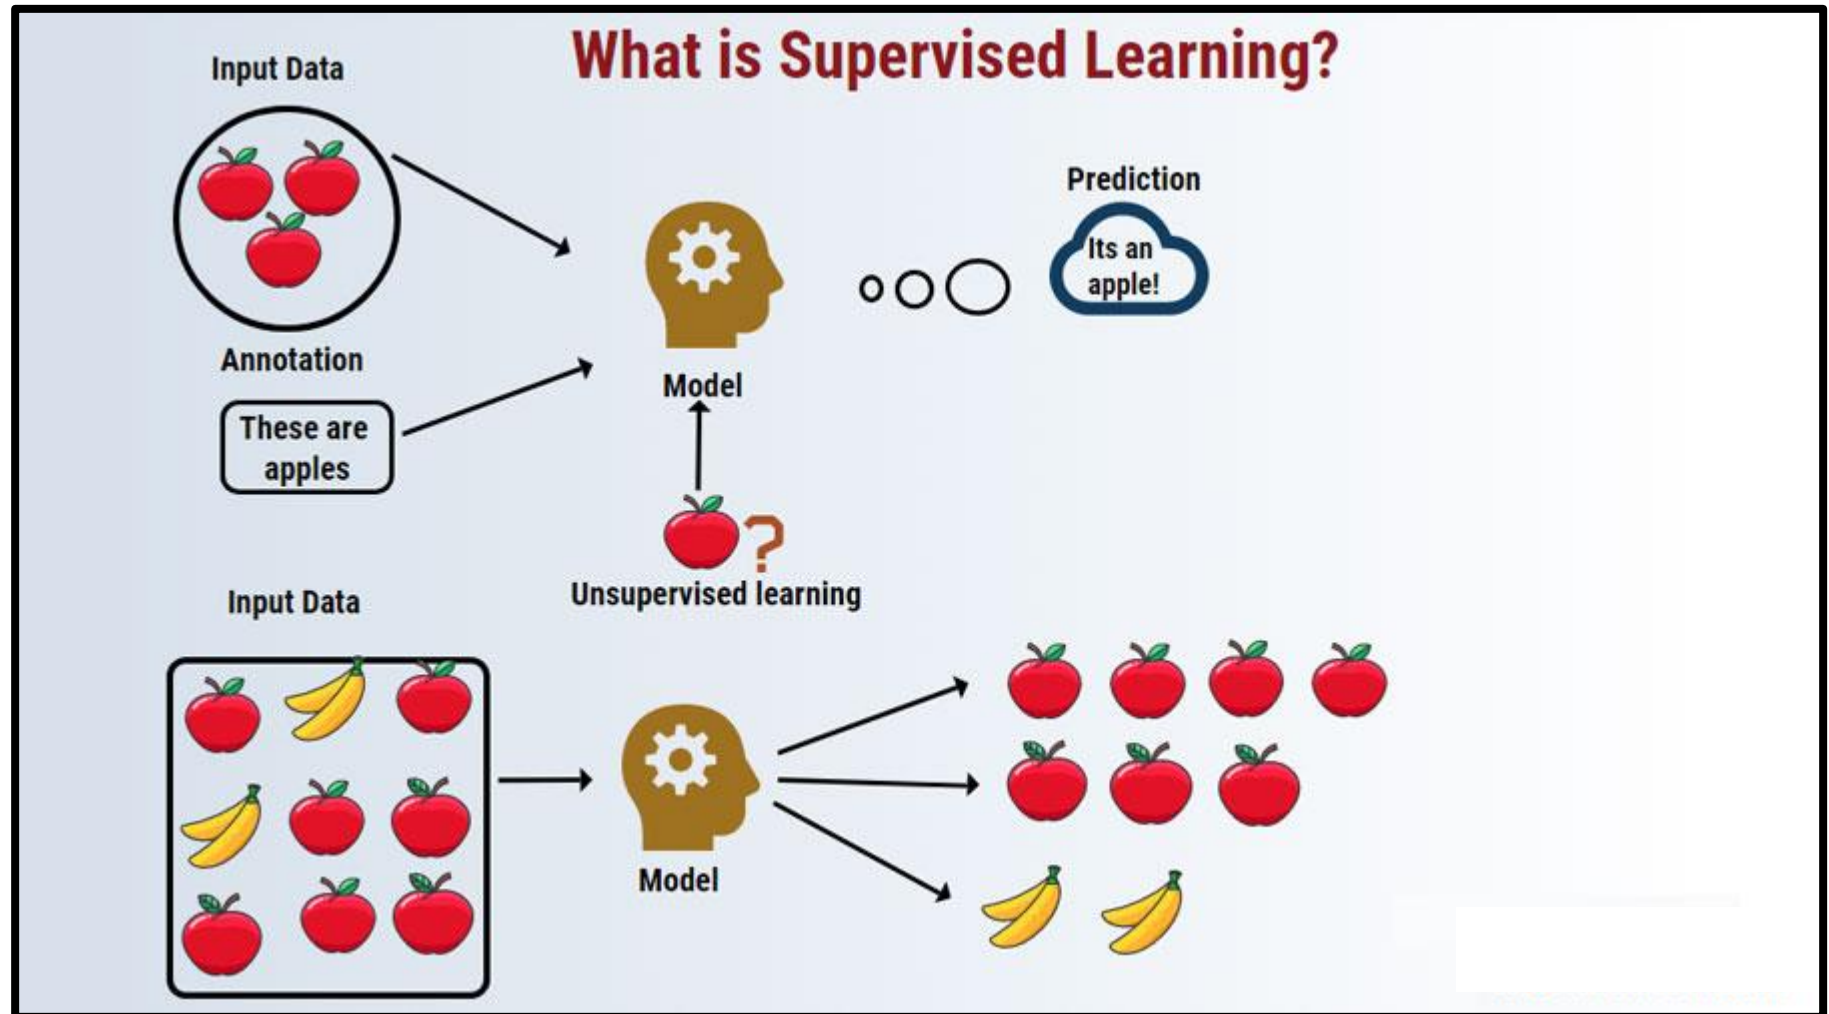 What is Supervised Learning?
Input Data
Annotation
These are
apples
Model
Prediction
Its an
apple!
?
Unsupervised learning
Input Data
Model